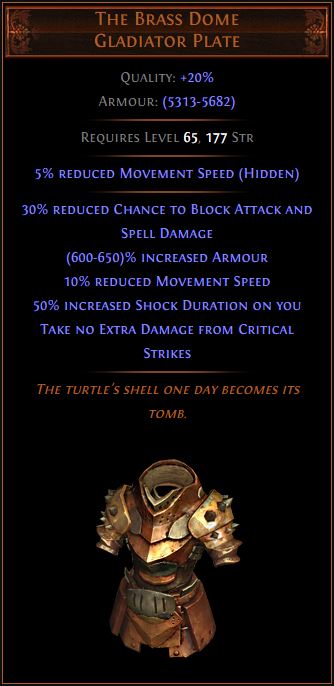 The Brass Dome
Gladiator Plate
Quality: +20%
Armour: (5313-5682)
Requires Level 65, 177 Str
5% reduced Movement Speed (Hidden)
30% reduced Chance to Block Attack and
Spell Damage
(600-650)% increased Armour
10% reduced Movement Speed
50% increased Shock Duration on you
Take no Extra Damage from Critical
Strikes
The turtle's shell one day becomes its
tomb.